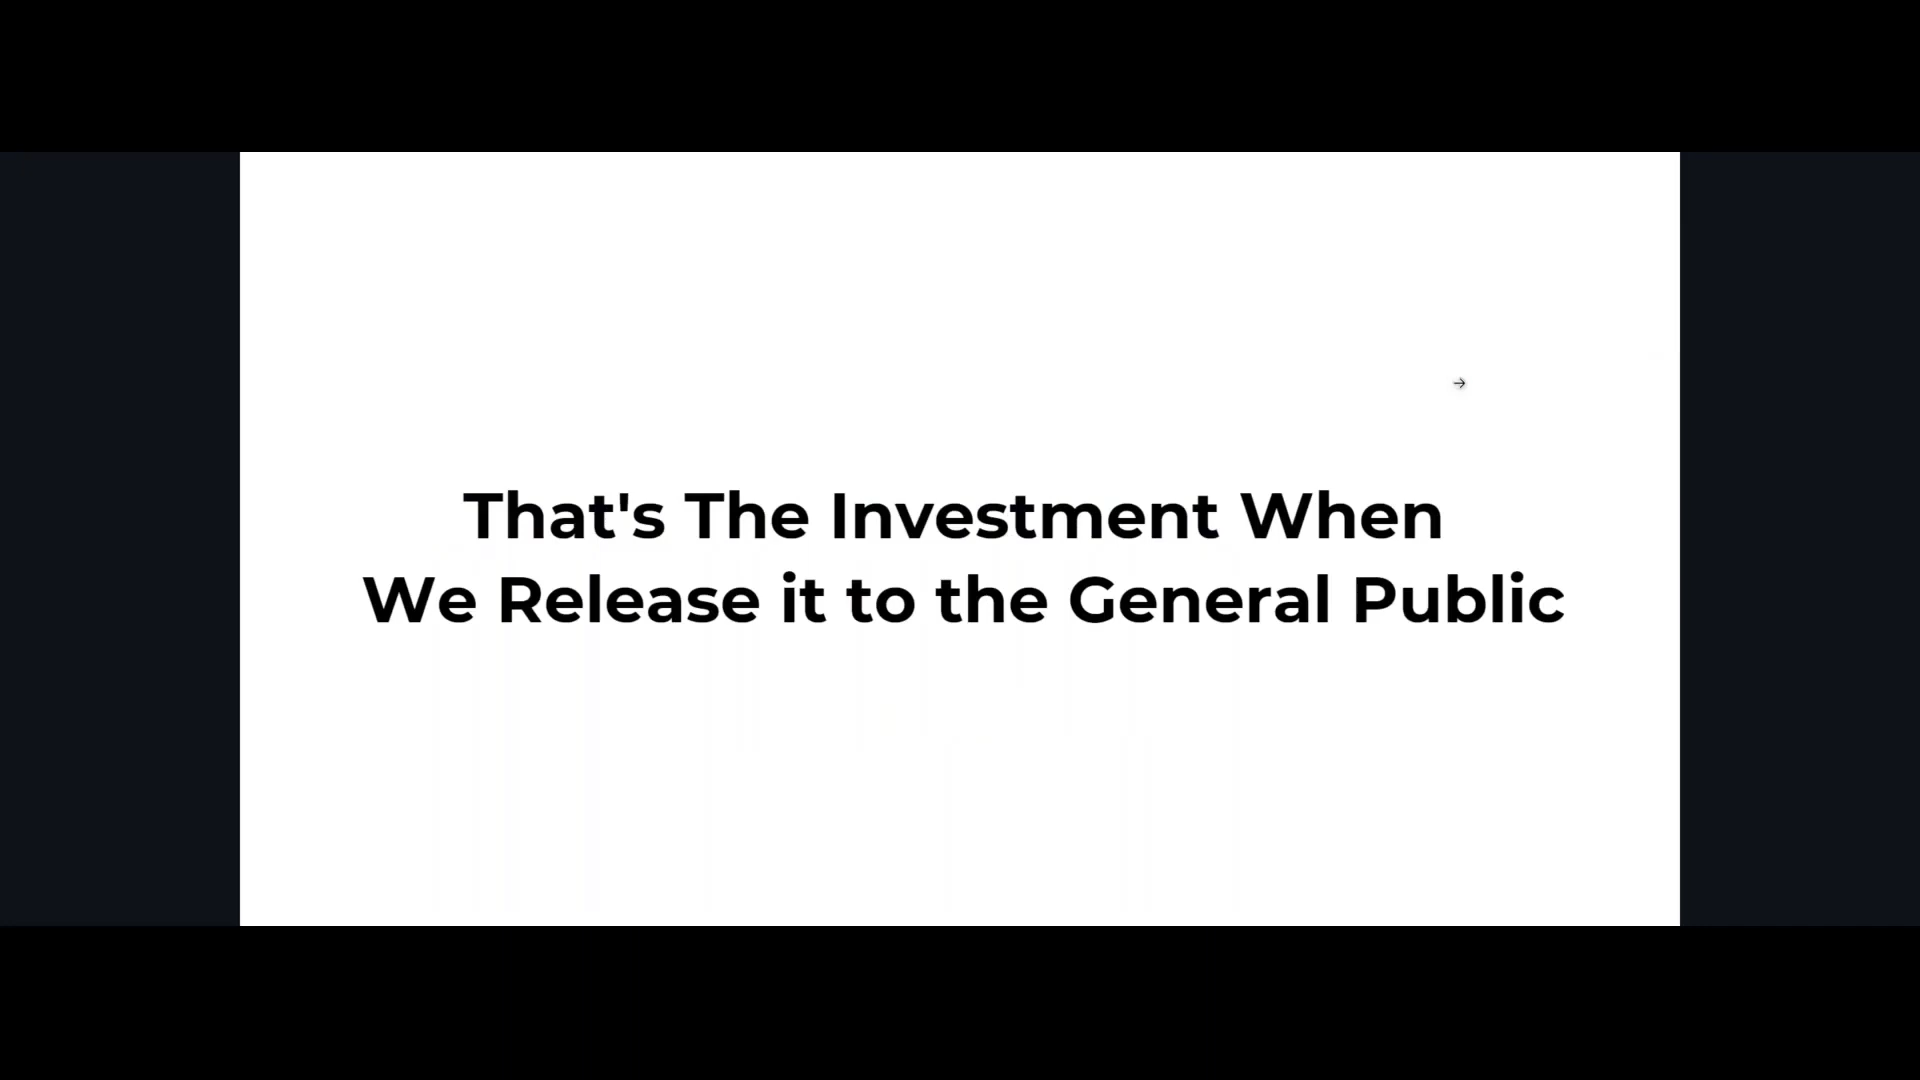 That's The Investment When
We Release it to the General Public